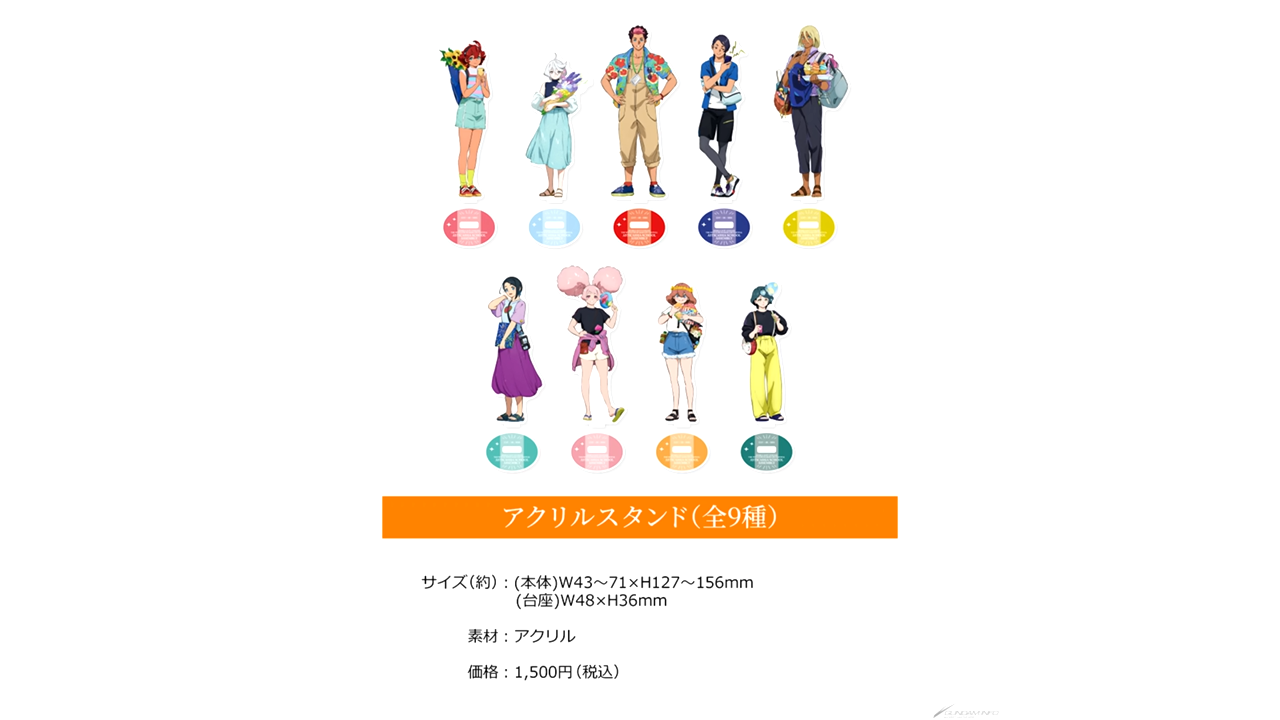 アクリルスタンド（全9種）
サイズ（約）：(本体)W43～71×H127～156mm
(台座)W48×H36mm
素材：アクリル
価格：1,500円（税込）